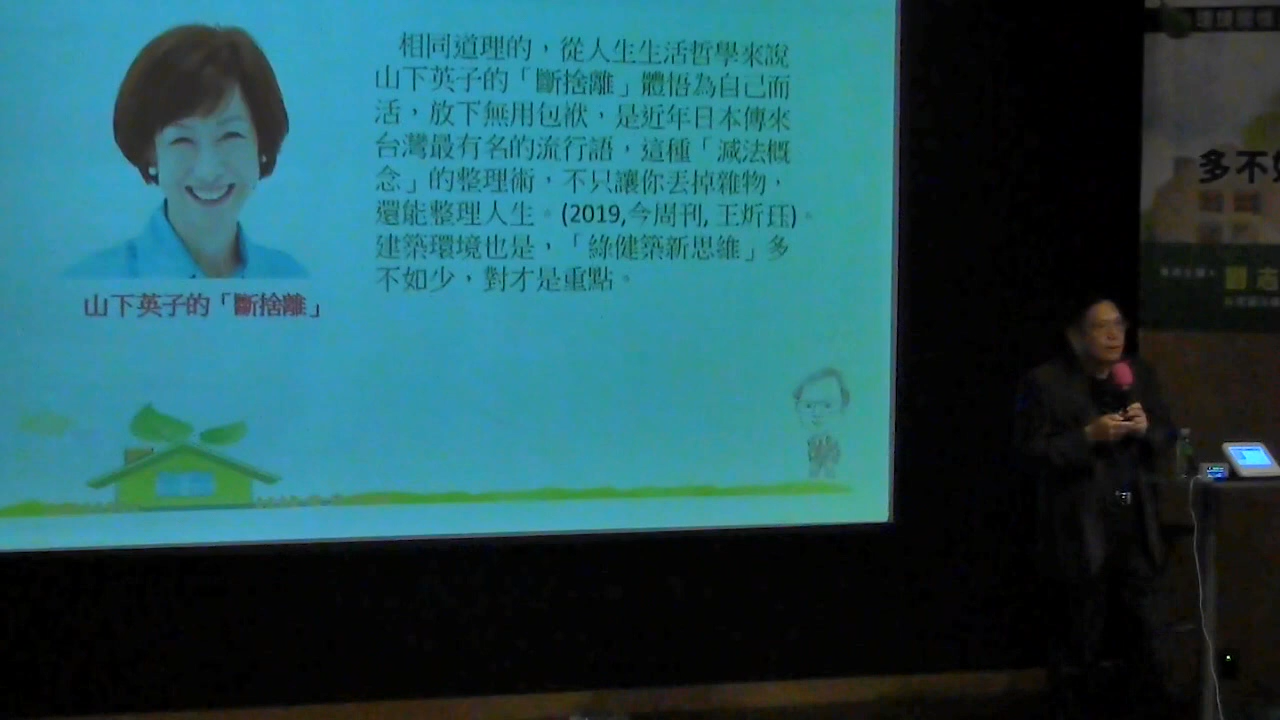 相同道理的，從人生生活哲學來說
山下英子的「斷捨離」體悟為自己而
活，放下無用包袱，是近年日本傳來
台灣最有名的流行語，這種「減法概
念」的整理術，不只讓你丟掉雜物，
還能整理人生。(2019,今周刊, 王炘珏)。
建築環境也是，「綠健築新思維」多
不如少，對才是重點。
山下英子的「斷捨離」
多不